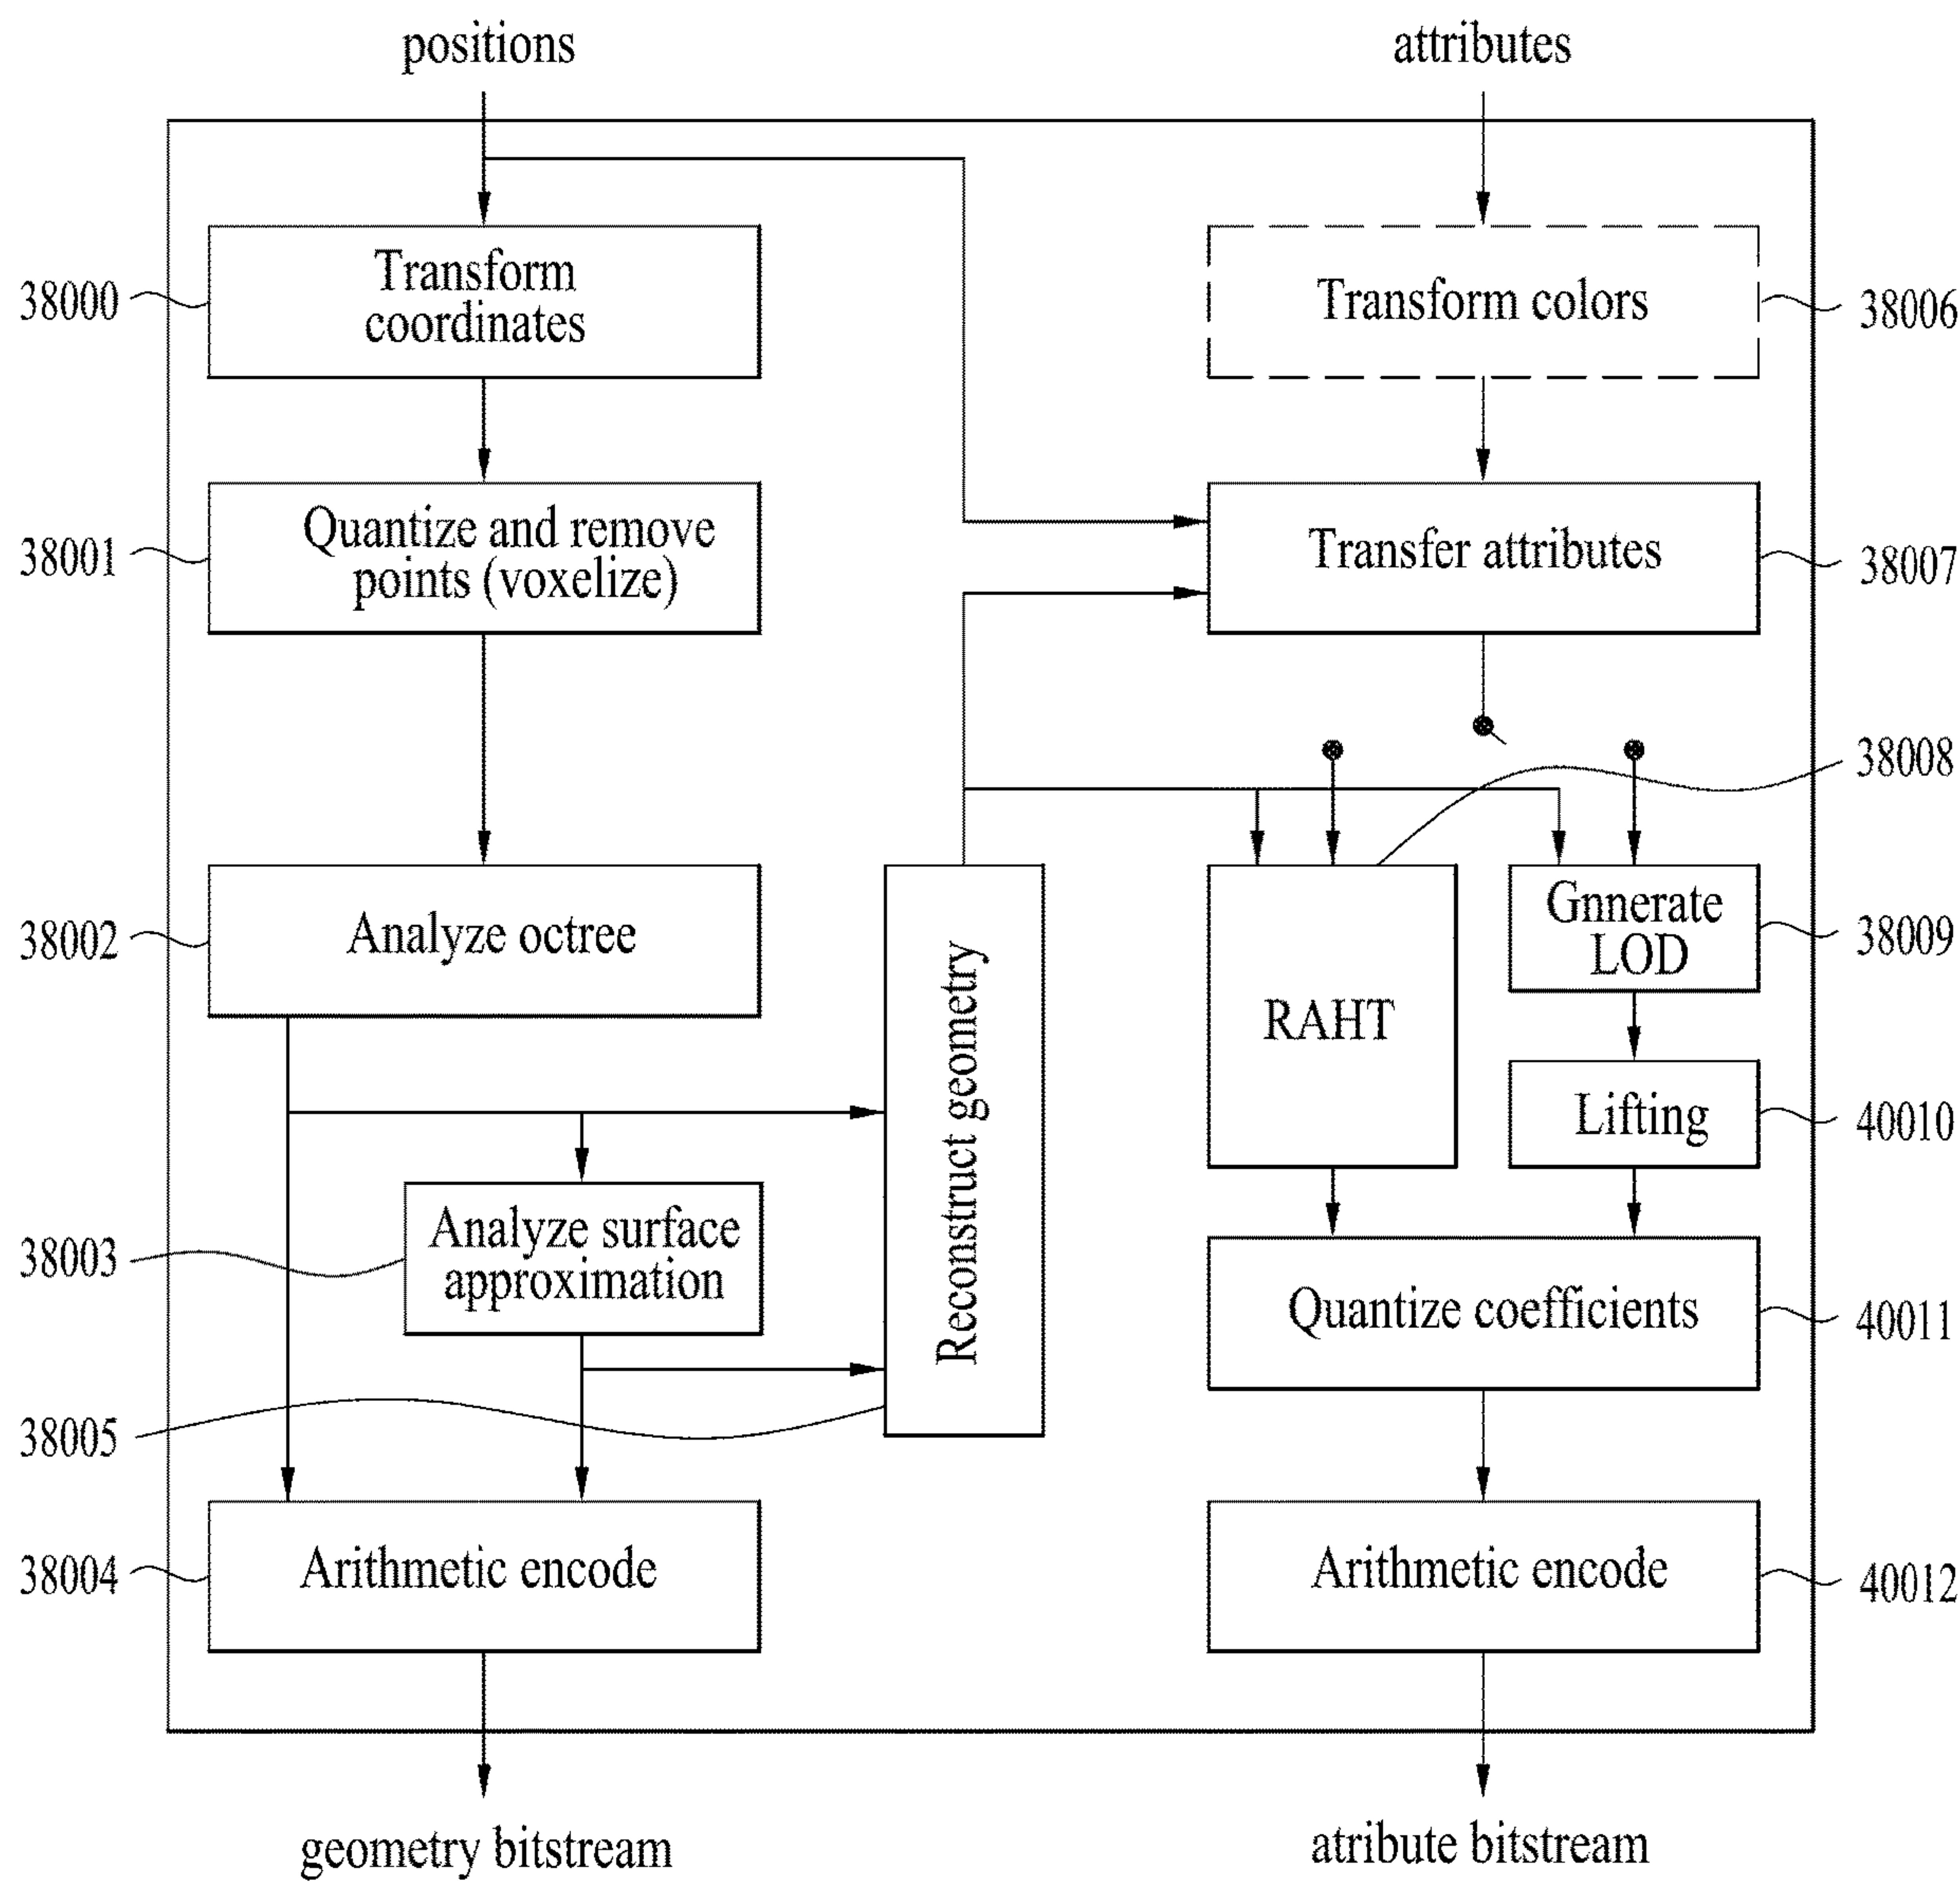 positions
attributes
Transform
coordinates
38000
Transform colors
38006
Quantize and remove
points (voxelize)
38001
Transfer attributes
38007
38008
Analyze octree
38002
Reconstruct geometry
RAHT
Gnnerate
LOD
38009
Lifting
40010
Analyze surface
approximation
38003
Quantize coefficients
40011
38005
Arithmetic encode
38004
Arithmetic encode
40012
geometry bitstream
atribute bitstream